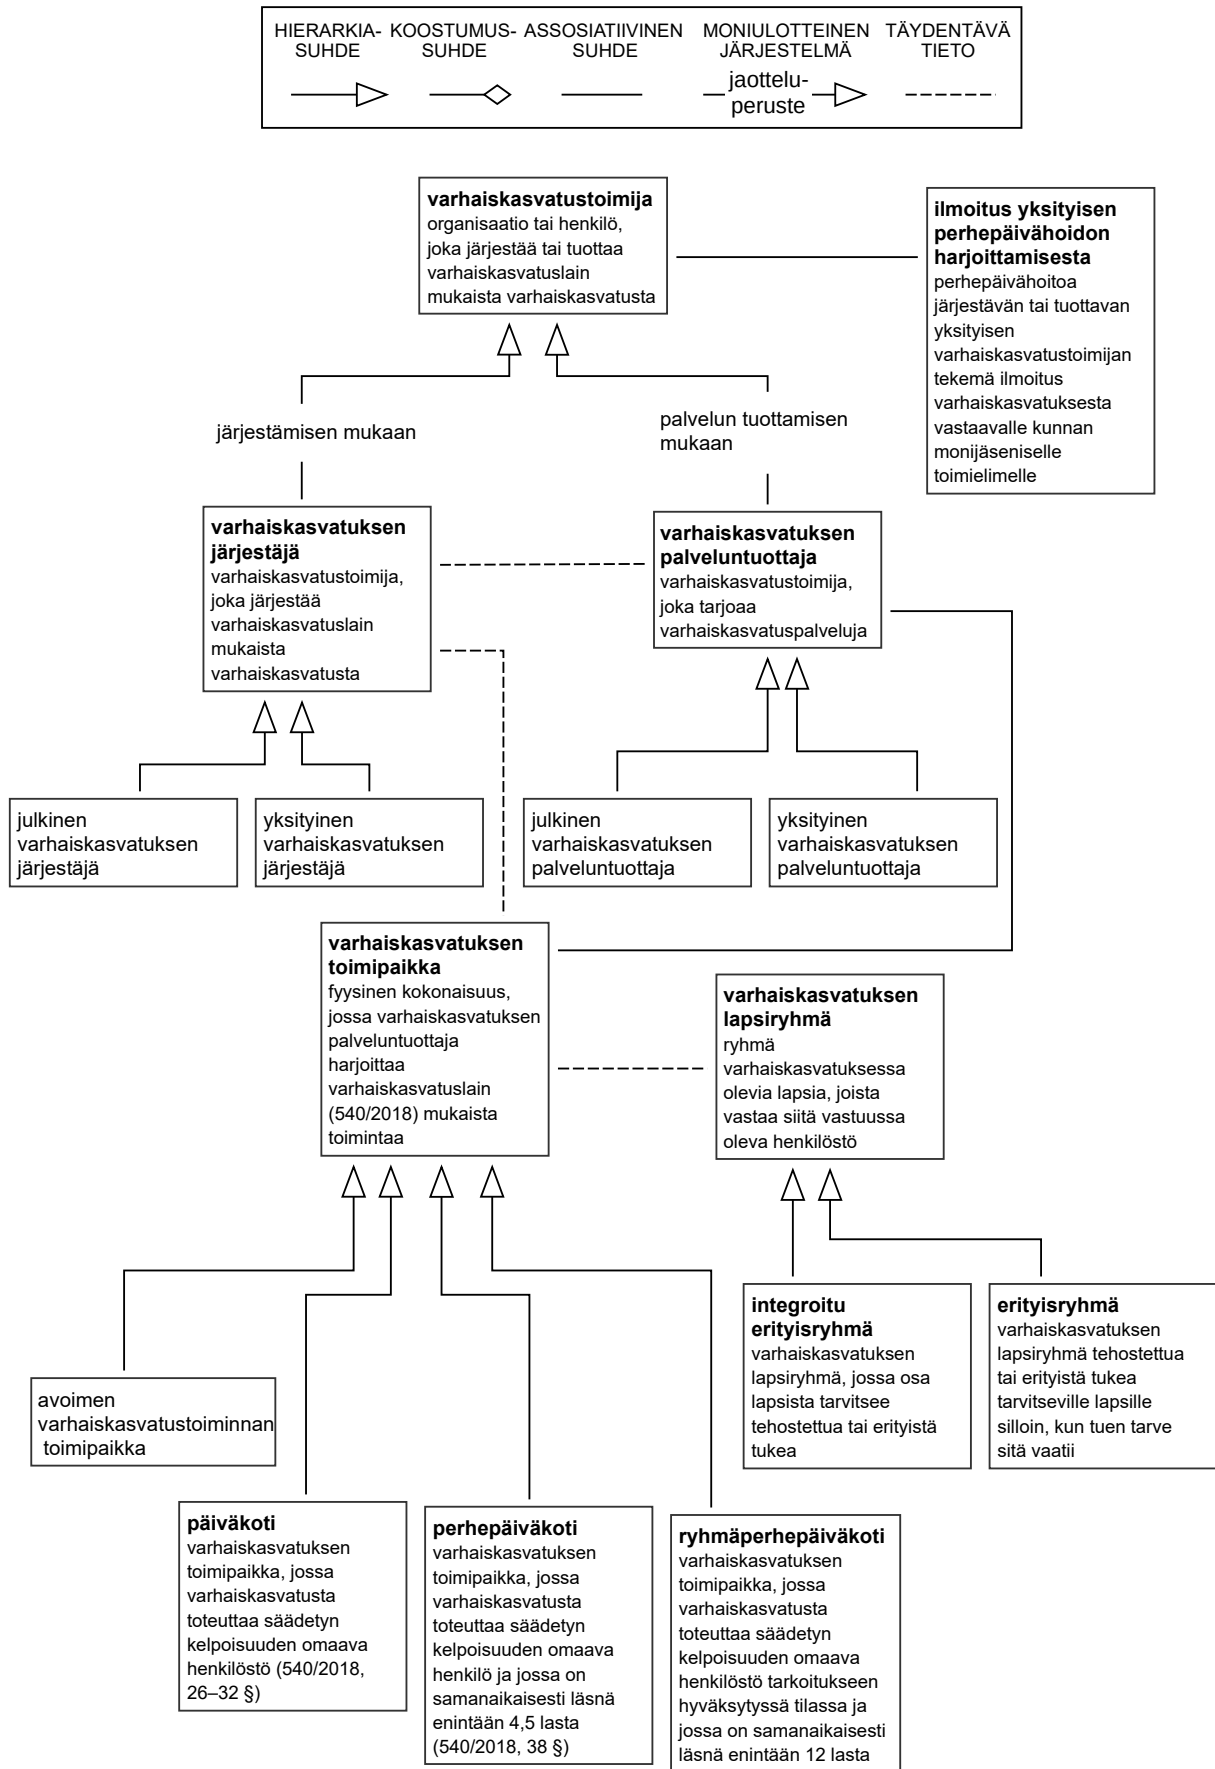 HIERARKIA-
SUHDE
KOOSTUMUS-
SUHDE
ASSOSIATIIVINEN
SUHDE
MONIULOTTEINEN
JÄRJESTELMÄ
jaottelu-
peruste
TÄYDENTÄVÄ
TIETO
varhaiskasvatustoimija
organisaatio tai henkilö,
joka järjestää tai tuottaa
varhaiskasvatuslain
mukaista varhaiskasvatusta
ilmoitus yksityisen
perhepäivähoidon
harjoittamisesta
perhepäivähoitoa
järjestävän tai tuottavan
yksityisen
varhaiskasvatustoimijan
tekemä ilmoitus
varhaiskasvatuksesta
vastaavalle kunnan
monijäseniselle
toimielimelle
järjestämisen mukaan
palvelun tuottamisen
mukaan
varhaiskasvatuksen
järjestäjä
varhaiskasvatustoimija,
joka järjestää
varhaiskasvatuslain
mukaista
varhaiskasvatusta
varhaiskasvatuksen
palveluntuottaja
varhaiskasvatustoimija,
joka tarjoaa
varhaiskasvatuspalveluja
julkinen
varhaiskasvatuksen
järjestäjä
yksityinen
varhaiskasvatuksen
järjestäjä
julkinen
varhaiskasvatuksen
palveluntuottaja
yksityinen
varhaiskasvatuksen
palveluntuottaja
varhaiskasvatuksen
toimipaikka
fyysinen kokonaisuus,
jossa varhaiskasvatuksen
palveluntuottaja
harjoittaa
varhaiskasvatuslain
(540/2018) mukaista
toimintaa
varhaiskasvatuksen
lapsiryhmä
ryhmä
varhaiskasvatuksessa
olevia lapsia, joista
vastaa siitä vastuussa
oleva henkilöstö
integroitu
erityisryhmä
varhaiskasvatuksen
lapsiryhmä, jossa osa
lapsista tarvitsee
tehostettua tai erityistä
tukea
erityisryhmä
varhaiskasvatuksen
lapsiryhmä tehostettua
tai erityistä tukea
tarvitseville lapsille
silloin, kun tuen tarve
sitä vaatii
avoimen
varhaiskasvatustoiminnan
toimipaikka
päiväkoti
varhaiskasvatuksen
toimipaikka, jossa
varhaiskasvatusta
toteuttaa säädetyn
kelpoisuuden omaava
henkilöstö (540/2018,
26–32 §)
perhepäiväkoti
varhaiskasvatuksen
toimipaikka, jossa
varhaiskasvatusta
toteuttaa säädetyn
kelpoisuuden omaava
henkilö ja jossa on
samanaikaisesti läsnä
enintään 4,5 lasta
(540/2018, 38 §)
ryhmäperhepäiväkoti
varhaiskasvatuksen
toimipaikka, jossa
varhaiskasvatusta
toteuttaa säädetyn
kelpoisuuden omaava
henkilöstö tarkoitukseen
hyväksytyssä tilassa ja
jossa on samanaikaisesti
läsnä enintään 12 lasta